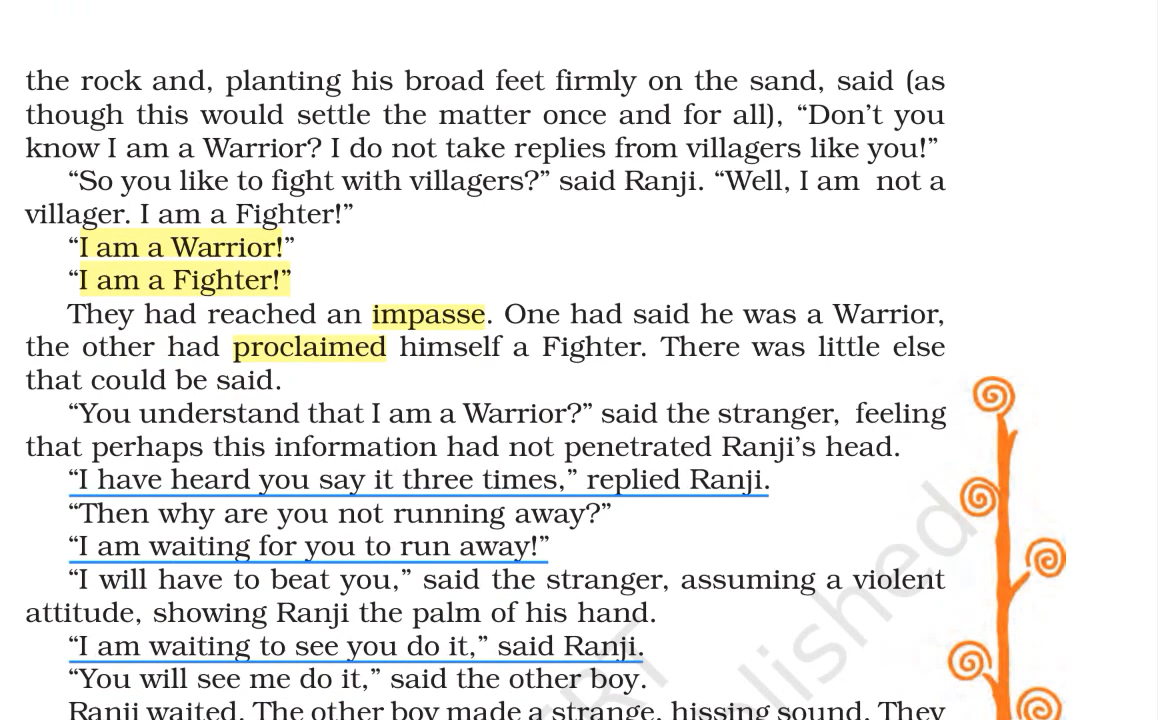 the rock and, planting his broad feet firmly on the sand, said (as
though this would settle the matter once and for all), “Don’t you
know I am a Warrior? I do not take replies from villagers like you!”
“So you like to fight with villagers?” said Ranji. “Well, I am not a
villager. I am a Fighter!”
“I am a Warrior!”
“I am a Fighter!”
They had reached an impasse. One had said he was a Warrior,
the other had proclaimed himself a Fighter. There was little else
that could be said.
“You understand that I am a Warrior?” said the stranger, feeling
that perhaps this information had not penetrated Ranji’s head.
“I have heard you say it three times,” replied Ranji.
“Then why are you not running away?”
“I am waiting for you to run away!”
“I will have to beat you,” said the stranger, assuming a violent
attitude, showing Ranji the palm of his hand.
“I am waiting to see you do it,” said Ranji.
“You will see me do it,” said the other boy.
Ranji waited. The other boy made a strange, hissing sound. They